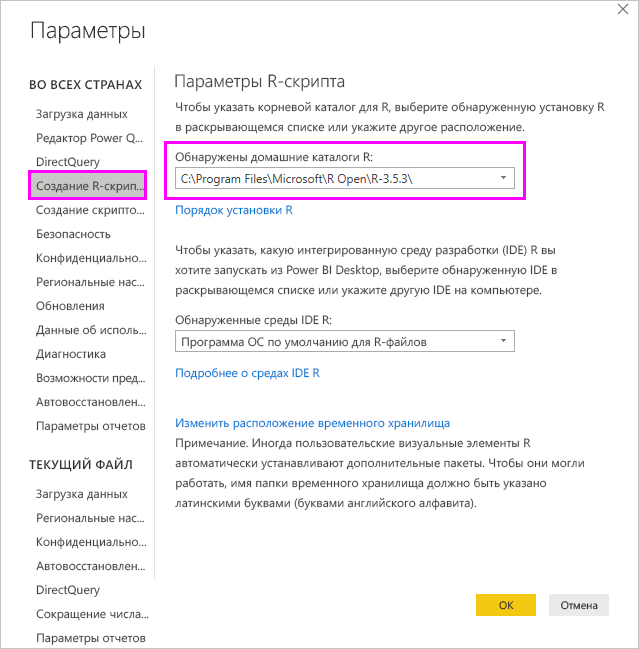 Параметры
ВО ВСЕХ СТРАНАХ
Загрузка данных
Редактор Power Q...
DirectQuery
Создание R-скрип...
Создание скрипто...
Безопасность
Конфиденциально...
Региональные нас...
Обновления
Данные об исполь...
Диагностика
Возможности пред...
Автовосстановлен...
Параметры отчетов
ТЕКУЩИЙ ФАЙЛ
Загрузка данных
Региональные нас...
Конфиденциально...
Автовосстановлен...
DirectQuery
Сокращение числа...
Параметры отчетов
Параметры R-скрипта
Чтобы указать корневой каталог для R, выберите обнаруженную установку R
в раскрывающемся списке или укажите другое расположение.
Обнаружены домашние каталоги R:
C:\Program Files\Microsoft\R Open\R-3.5.3\
Порядок установки R
Чтобы указать, какую интегрированную среду разработки (IDE) R вы
хотите запускать из Power BI Desktop, выберите обнаруженную IDE в
раскрывающемся списке или укажите другую IDE на компьютере.
Обнаруженные среды IDE R:
Программа ОС по умолчанию для R-файлов
Подробнее о средах IDE R
Изменить расположение временного хранилища
Примечание. Иногда пользовательские визуальные элементы R
автоматически устанавливают дополнительные пакеты. Чтобы они могли
работать, имя папки временного хранилища должно быть указано
латинскими буквами (буквами английского алфавита).
ОК
Отмена